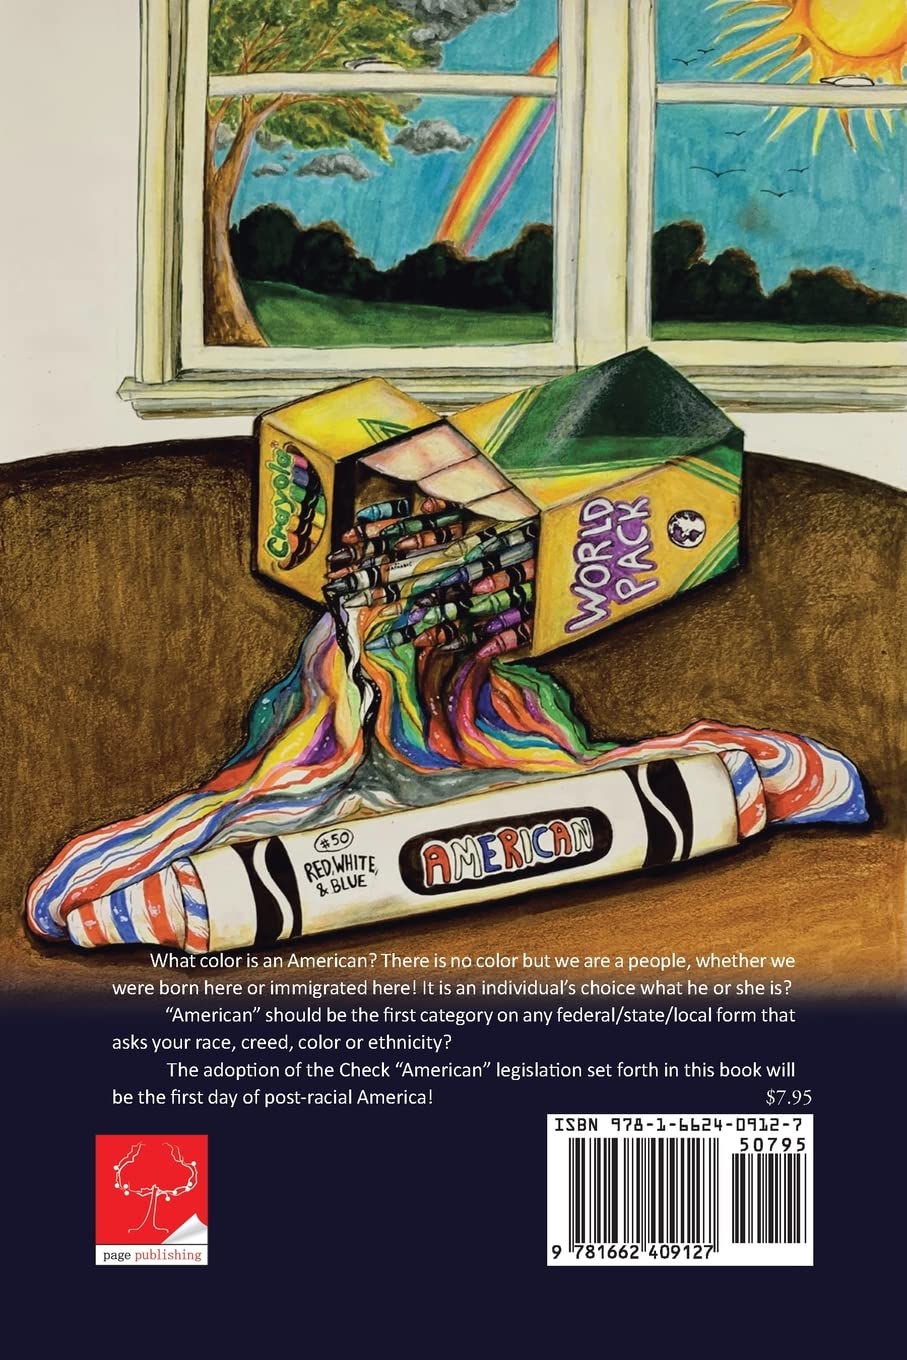 Crayola
WORLD
PACK
#50
RED, WHITE,
& BLUE
AMERICAN
What color is an American? There is no color but we are a people, whether we
were born here or immigrated here! It is an individual’s choice what he or she is?
“American” should be the first category on any federal/state/local form that
asks your race, creed, color or ethnicity?
The adoption of the Check “American” legislation set forth in this book will
be the first day of post-racial America!
$7.95
ISBN 978-1-6624-0912-7
50795
9 781662 409127
page publishing